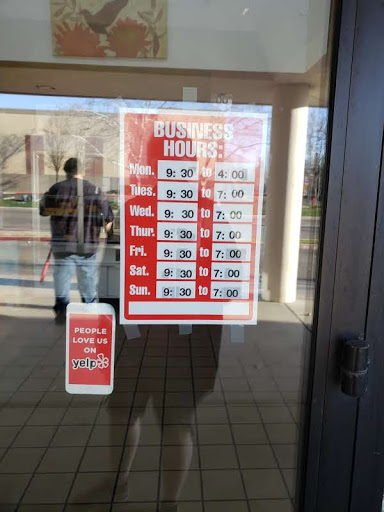 BUSINESS
HOURS:
Mon. 9:30 to 4:00
Tues. 9:30 to 7:00
Wed. 9:30 to 7:00
Thur. 9:30 to 7:00
Fri. 9:30 to 7:00
Sat. 9:30 to 7:00
Sun. 9:30 to 7:00
PEOPLE
LOVE US
ON
yelp